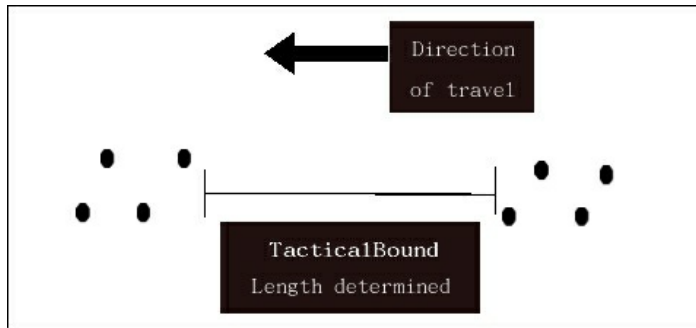 Direction
of travel
TacticalBound
Length determined